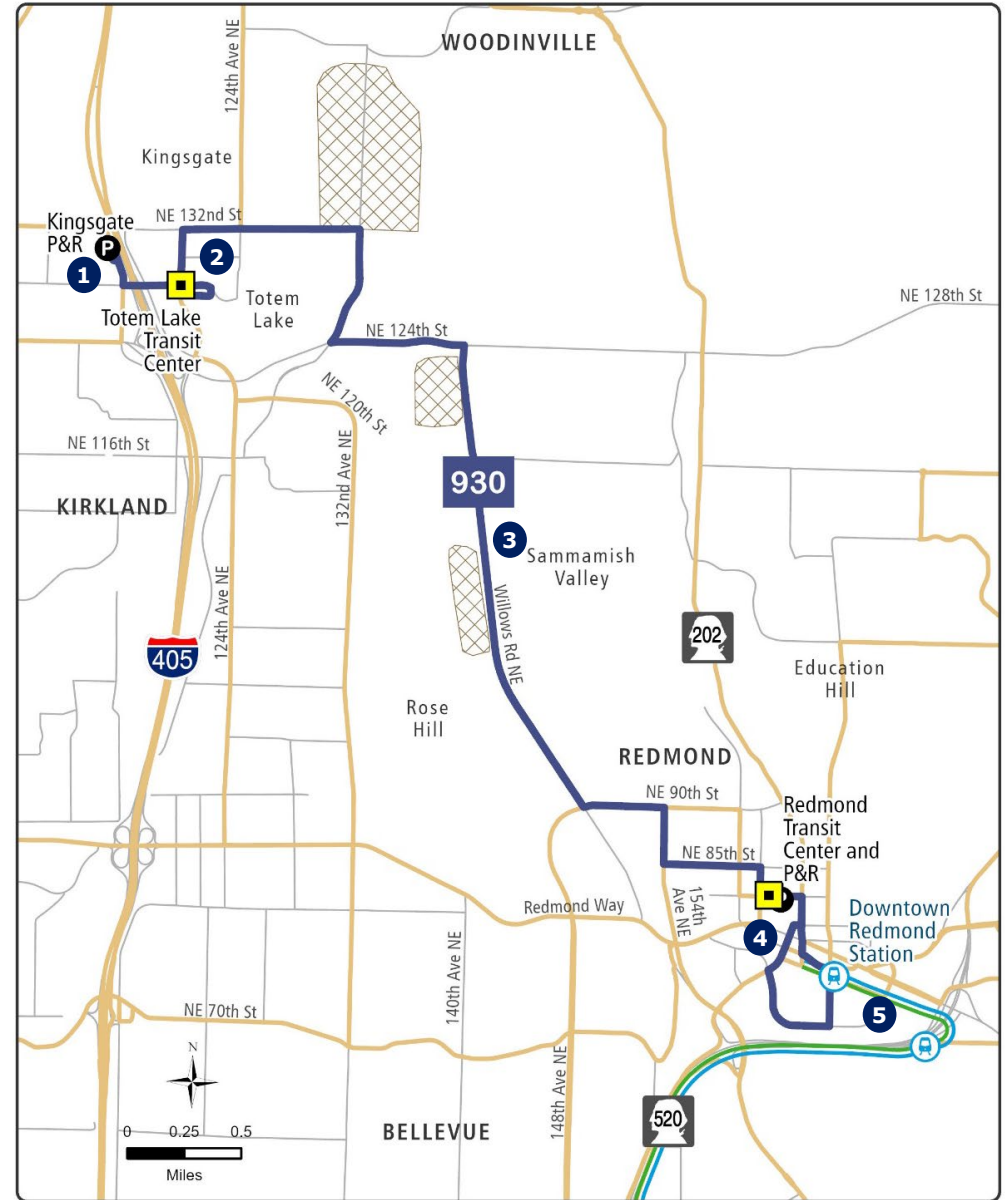 WOODINVILLE
124th Ave NE
Kingsgate
NE 132nd St
Kingsgate
P&R
P
1
2
Totem
Lake
Totem Lake
Transit
Center
NE 128th St
NE 124th St
NE 120th St
NE 116th St
132nd Ave NE
930
KIRKLAND
3
Sammamish
Valley
Willows Rd NE
124th Ave NE
405
202
Education
Hill
Rose
Hill
REDMOND
NE 90th St
Redmond
Transit
Center and
P&R
NE 85th St
154th
Ave NE
Redmond Way
4
Downtown
Redmond
Station
5
140th Ave NE
NE 70th St
148th Ave NE
N
520
BELLEVUE
0 0.25 0.5
Miles